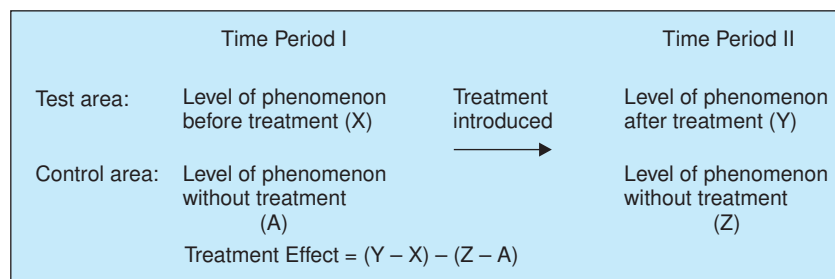 Time Period I Time Period II
Test area: Level of phenomenon Treatment Level of phenomenon
before treatment (X) introduced after treatment (Y)
Control area: Level of phenomenon Level of phenomenon
without treatment without treatment
(A) (Z)
Treatment Effect = (Y – X) – (Z – A)